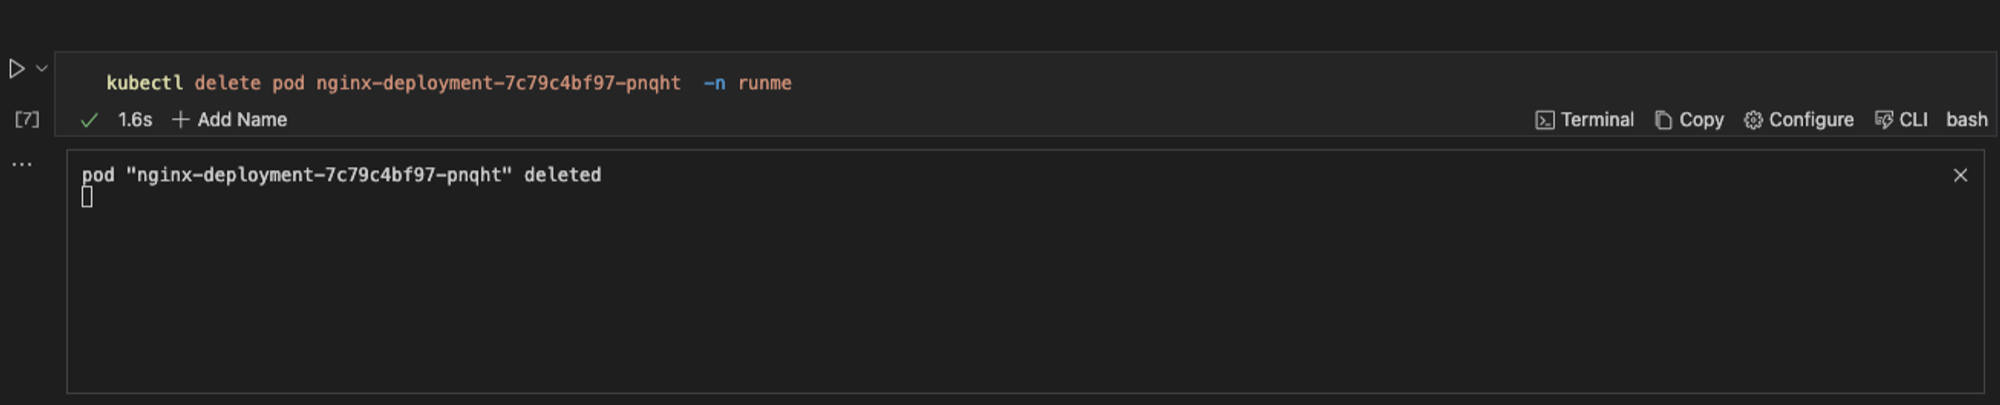 kubectl delete pod nginx-deployment-7c79c4bf97-pnqht  -n runme
[7] 1.6s Add Name Terminal Copy Configure CLI bash
pod "nginx-deployment-7c79c4bf97-pnqht" deleted